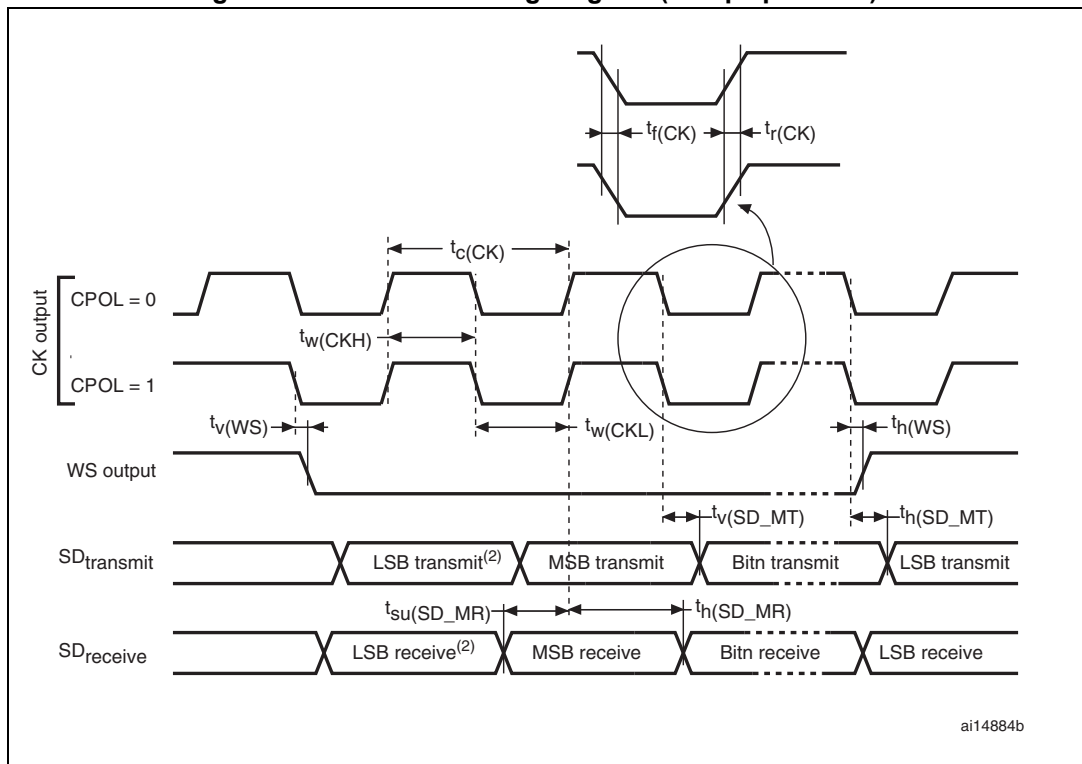 tf(CK)
tr(CK)
tc(CK)
CK output
CPOL = 0
tw(CKH)
CPOL = 1
tv(WS)
tw(CKL)
th(WS)
WS output
tv(SD_MT)
th(SD_MT)
SDtransmit
LSB transmit(2)
MSB transmit
Bitn transmit
LSB transmit
tsu(SD_MR)
th(SD_MR)
SDreceive
LSB receive(2)
MSB receive
Bitn receive
LSB receive
ai14884b